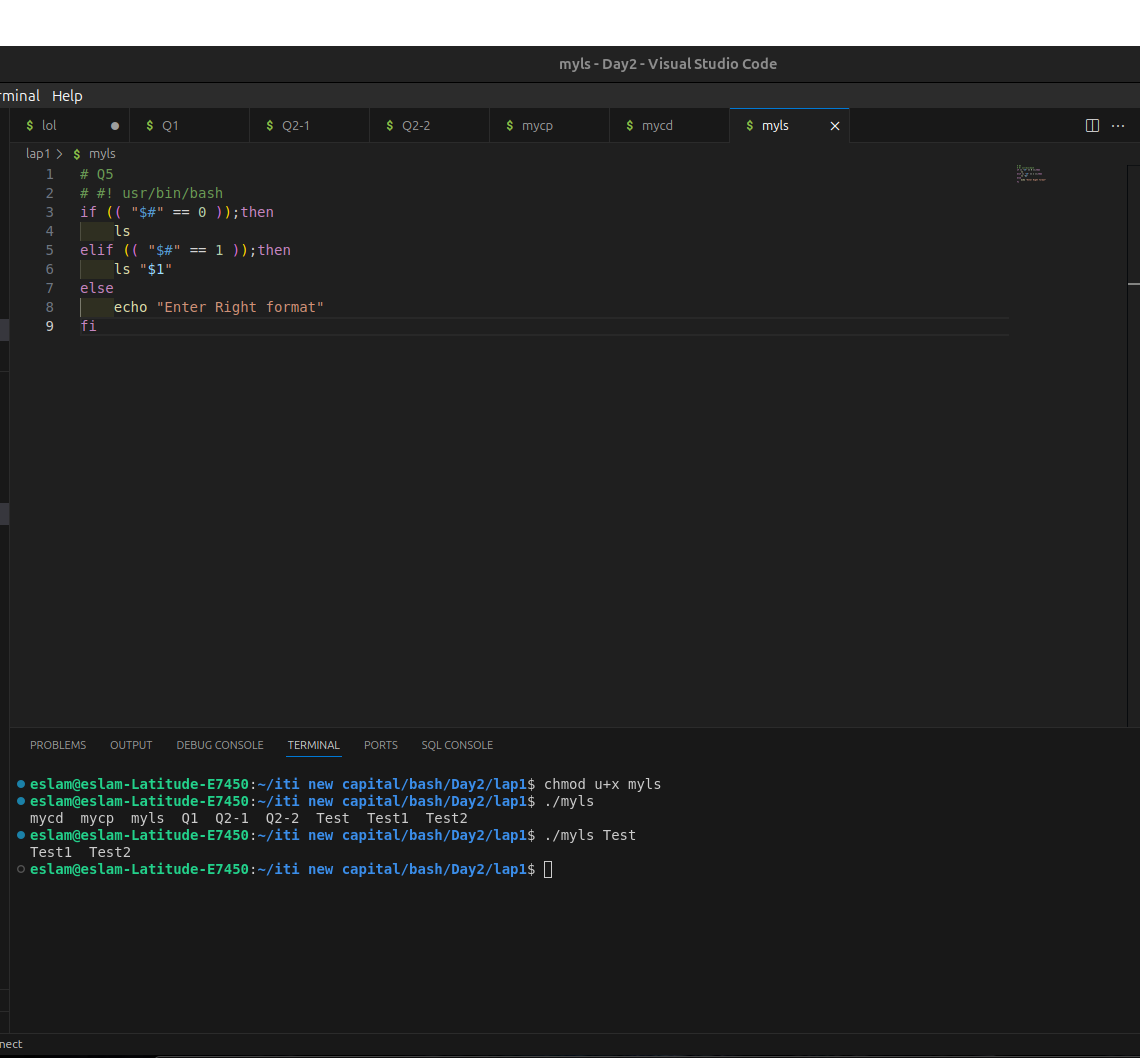 myls - Day2 - Visual Studio Code
rminal Help
$ lol ● $ Q1 $ Q2-1 $ Q2-2 $ mycp $ mycd $ myls ×
lap1 > $ myls
1 # Q5
2 # #! usr/bin/bash
3 if (( "$#" == 0 ));then
4 ls
5 elif (( "$#" == 1 ));then
6 ls "$1"
7 else
8 echo "Enter Right format"
9 fi
PROBLEMS OUTPUT DEBUG CONSOLE TERMINAL PORTS SQL CONSOLE
eslam@eslam-Latitude-E7450:~/iti new capital/bash/Day2/lap1$ chmod u+x myls
eslam@eslam-Latitude-E7450:~/iti new capital/bash/Day2/lap1$ ./myls
mycd mycp myls Q1 Q2-1 Q2-2 Test Test1 Test2
eslam@eslam-Latitude-E7450:~/iti new capital/bash/Day2/lap1$ ./myls Test
Test1 Test2
eslam@eslam-Latitude-E7450:~/iti new capital/bash/Day2/lap1$
nect